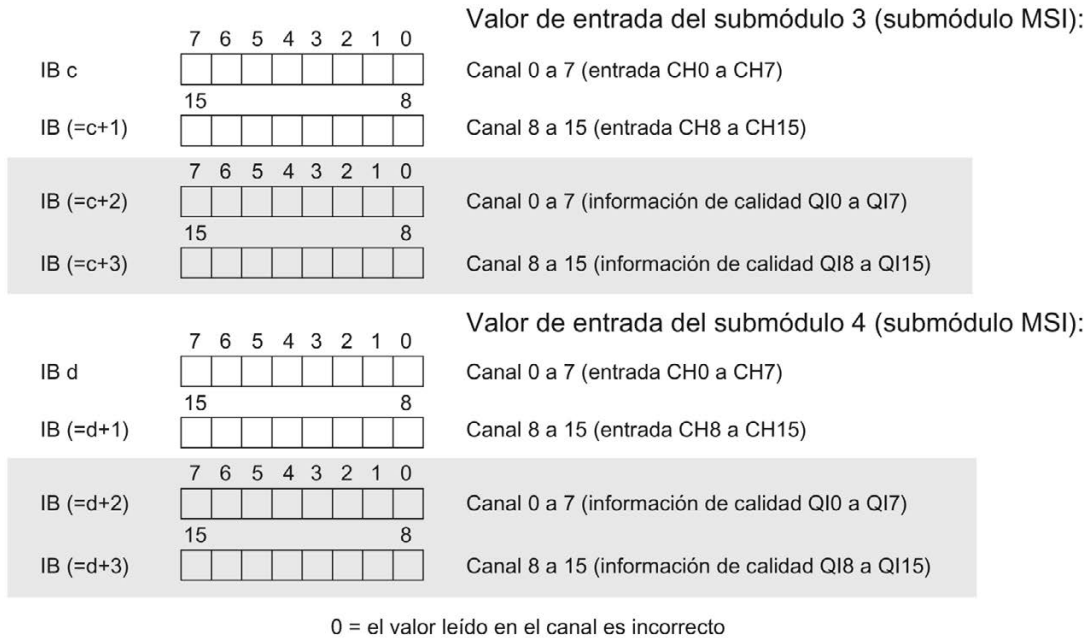 Valor de entrada del submódulo 3 (submódulo MSI):
7 6 5 4 3 2 1 0
IB c Canal 0 a 7 (entrada CH0 a CH7)
15 8
IB (=c+1) Canal 8 a 15 (entrada CH8 a CH15)
7 6 5 4 3 2 1 0
IB (=c+2) Canal 0 a 7 (información de calidad QI0 a QI7)
15 8
IB (=c+3) Canal 8 a 15 (información de calidad QI8 a QI15)
Valor de entrada del submódulo 4 (submódulo MSI):
7 6 5 4 3 2 1 0
IB d Canal 0 a 7 (entrada CH0 a CH7)
15 8
IB (=d+1) Canal 8 a 15 (entrada CH8 a CH15)
7 6 5 4 3 2 1 0
IB (=d+2) Canal 0 a 7 (información de calidad QI0 a QI7)
15 8
IB (=d+3) Canal 8 a 15 (información de calidad QI8 a QI15)
0 = el valor leído en el canal es incorrecto